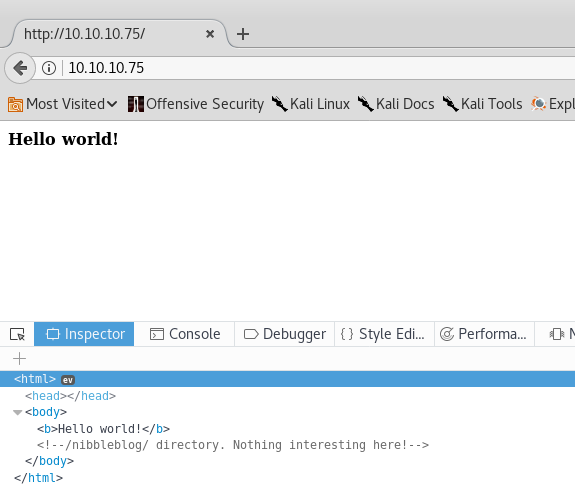 http://10.10.10.75/
10.10.10.75
Most Visited Offensive Security Kali Linux Kali Docs Kali Tools Expl
Hello world!
Inspector Console Debugger {} Style Edi... Performa...
<html> ev
<head></head>
<body>
<b>Hello world!</b>
<!--/nibbleblog/ directory. Nothing interesting here!-->
</body>
</html>